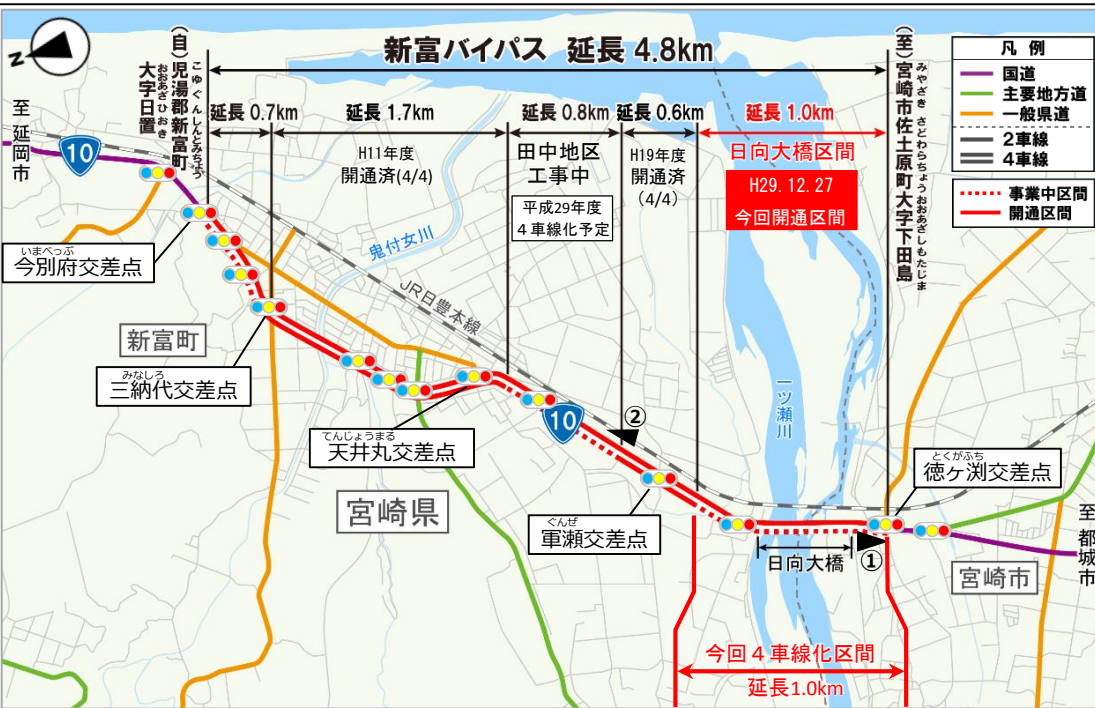 新富バイパス 延長 4.8km
N
(自)児湯郡新富町
こゆぐんしんとみちょう
大字日置
おおあざひおき
(至)宮崎市佐土原町大字下田島
みやざき さどわらちょうおおあざしもたじま
凡 例
国道
主要地方道
一般県道
2車線
4車線
事業中区間
開通区間
至 延岡市
10
延長 0.7km
延長 1.7km
延長 0.8km
延長 0.6km
延長 1.0km
H11年度
開通済(4/4)
田中地区
工事中
平成29年度
4車線化予定
H19年度
開通済
(4/4)
日向大橋区間
H29.12.27
今回開通区間
鬼付女川
JR日豊本線
いまべっぷ
今別府交差点
新富町
みなしろ
三納代交差点
てんじょうまる
天井丸交差点
10
②
一ツ瀬川
宮崎県
ぐんぜ
軍瀬交差点
とくがふち
徳ヶ渕交差点
日向大橋
①
宮崎市
至 都城市
今回4車線化区間
延長1.0km